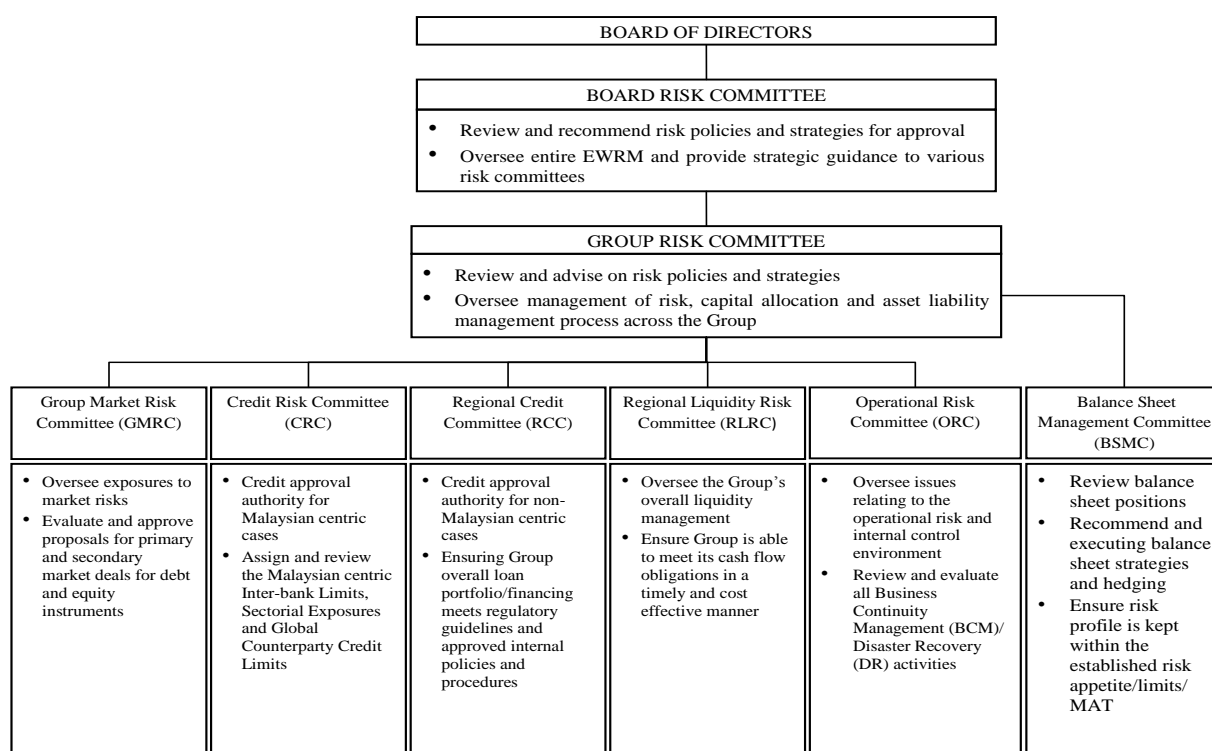 BOARD OF DIRECTORS
BOARD RISK COMMITTEE
• Review and recommend risk policies and strategies for approval
• Oversee entire EWRM and provide strategic guidance to various
risk committees
GROUP RISK COMMITTEE
• Review and advise on risk policies and strategies
• Oversee management of risk, capital allocation and asset liability
management process across the Group
Group Market Risk
Committee (GMRC)
• Oversee exposures to
market risks
• Evaluate and approve
proposals for primary
and secondary
market deals for debt
and equity
instruments
Credit Risk Committee
(CRC)
• Credit approval
authority for
Malaysian centric
cases
• Assign and review
the Malaysian centric
Inter-bank Limits,
Sectorial Exposures
and Global
Counterparty Credit
Limits
Regional Credit
Committee (RCC)
• Credit approval
authority for non-
Malaysian centric
cases
• Ensuring Group
overall loan
portfolio/financing
meets regulatory
guidelines and
approved internal
policies and
procedures
Regional Liquidity Risk
Committee (RLRC)
• Oversee the Group's
overall liquidity
management
• Ensure Group is able
to meet its cash flow
obligations in a
timely and cost
effective manner
Operational Risk
Committee (ORC)
• Oversee issues
relating to the
operational risk and
internal control
environment
• Review and evaluate
all Business
Continuity
Management (BCM)/
Disaster Recovery
(DR) activities
Balance Sheet
Management Committee
(BSMC)
• Review balance
sheet positions
• Recommend and
executing balance
sheet strategies
and hedging
• Ensure risk
profile is kept
within the
established risk
appetite/limits/
MAT